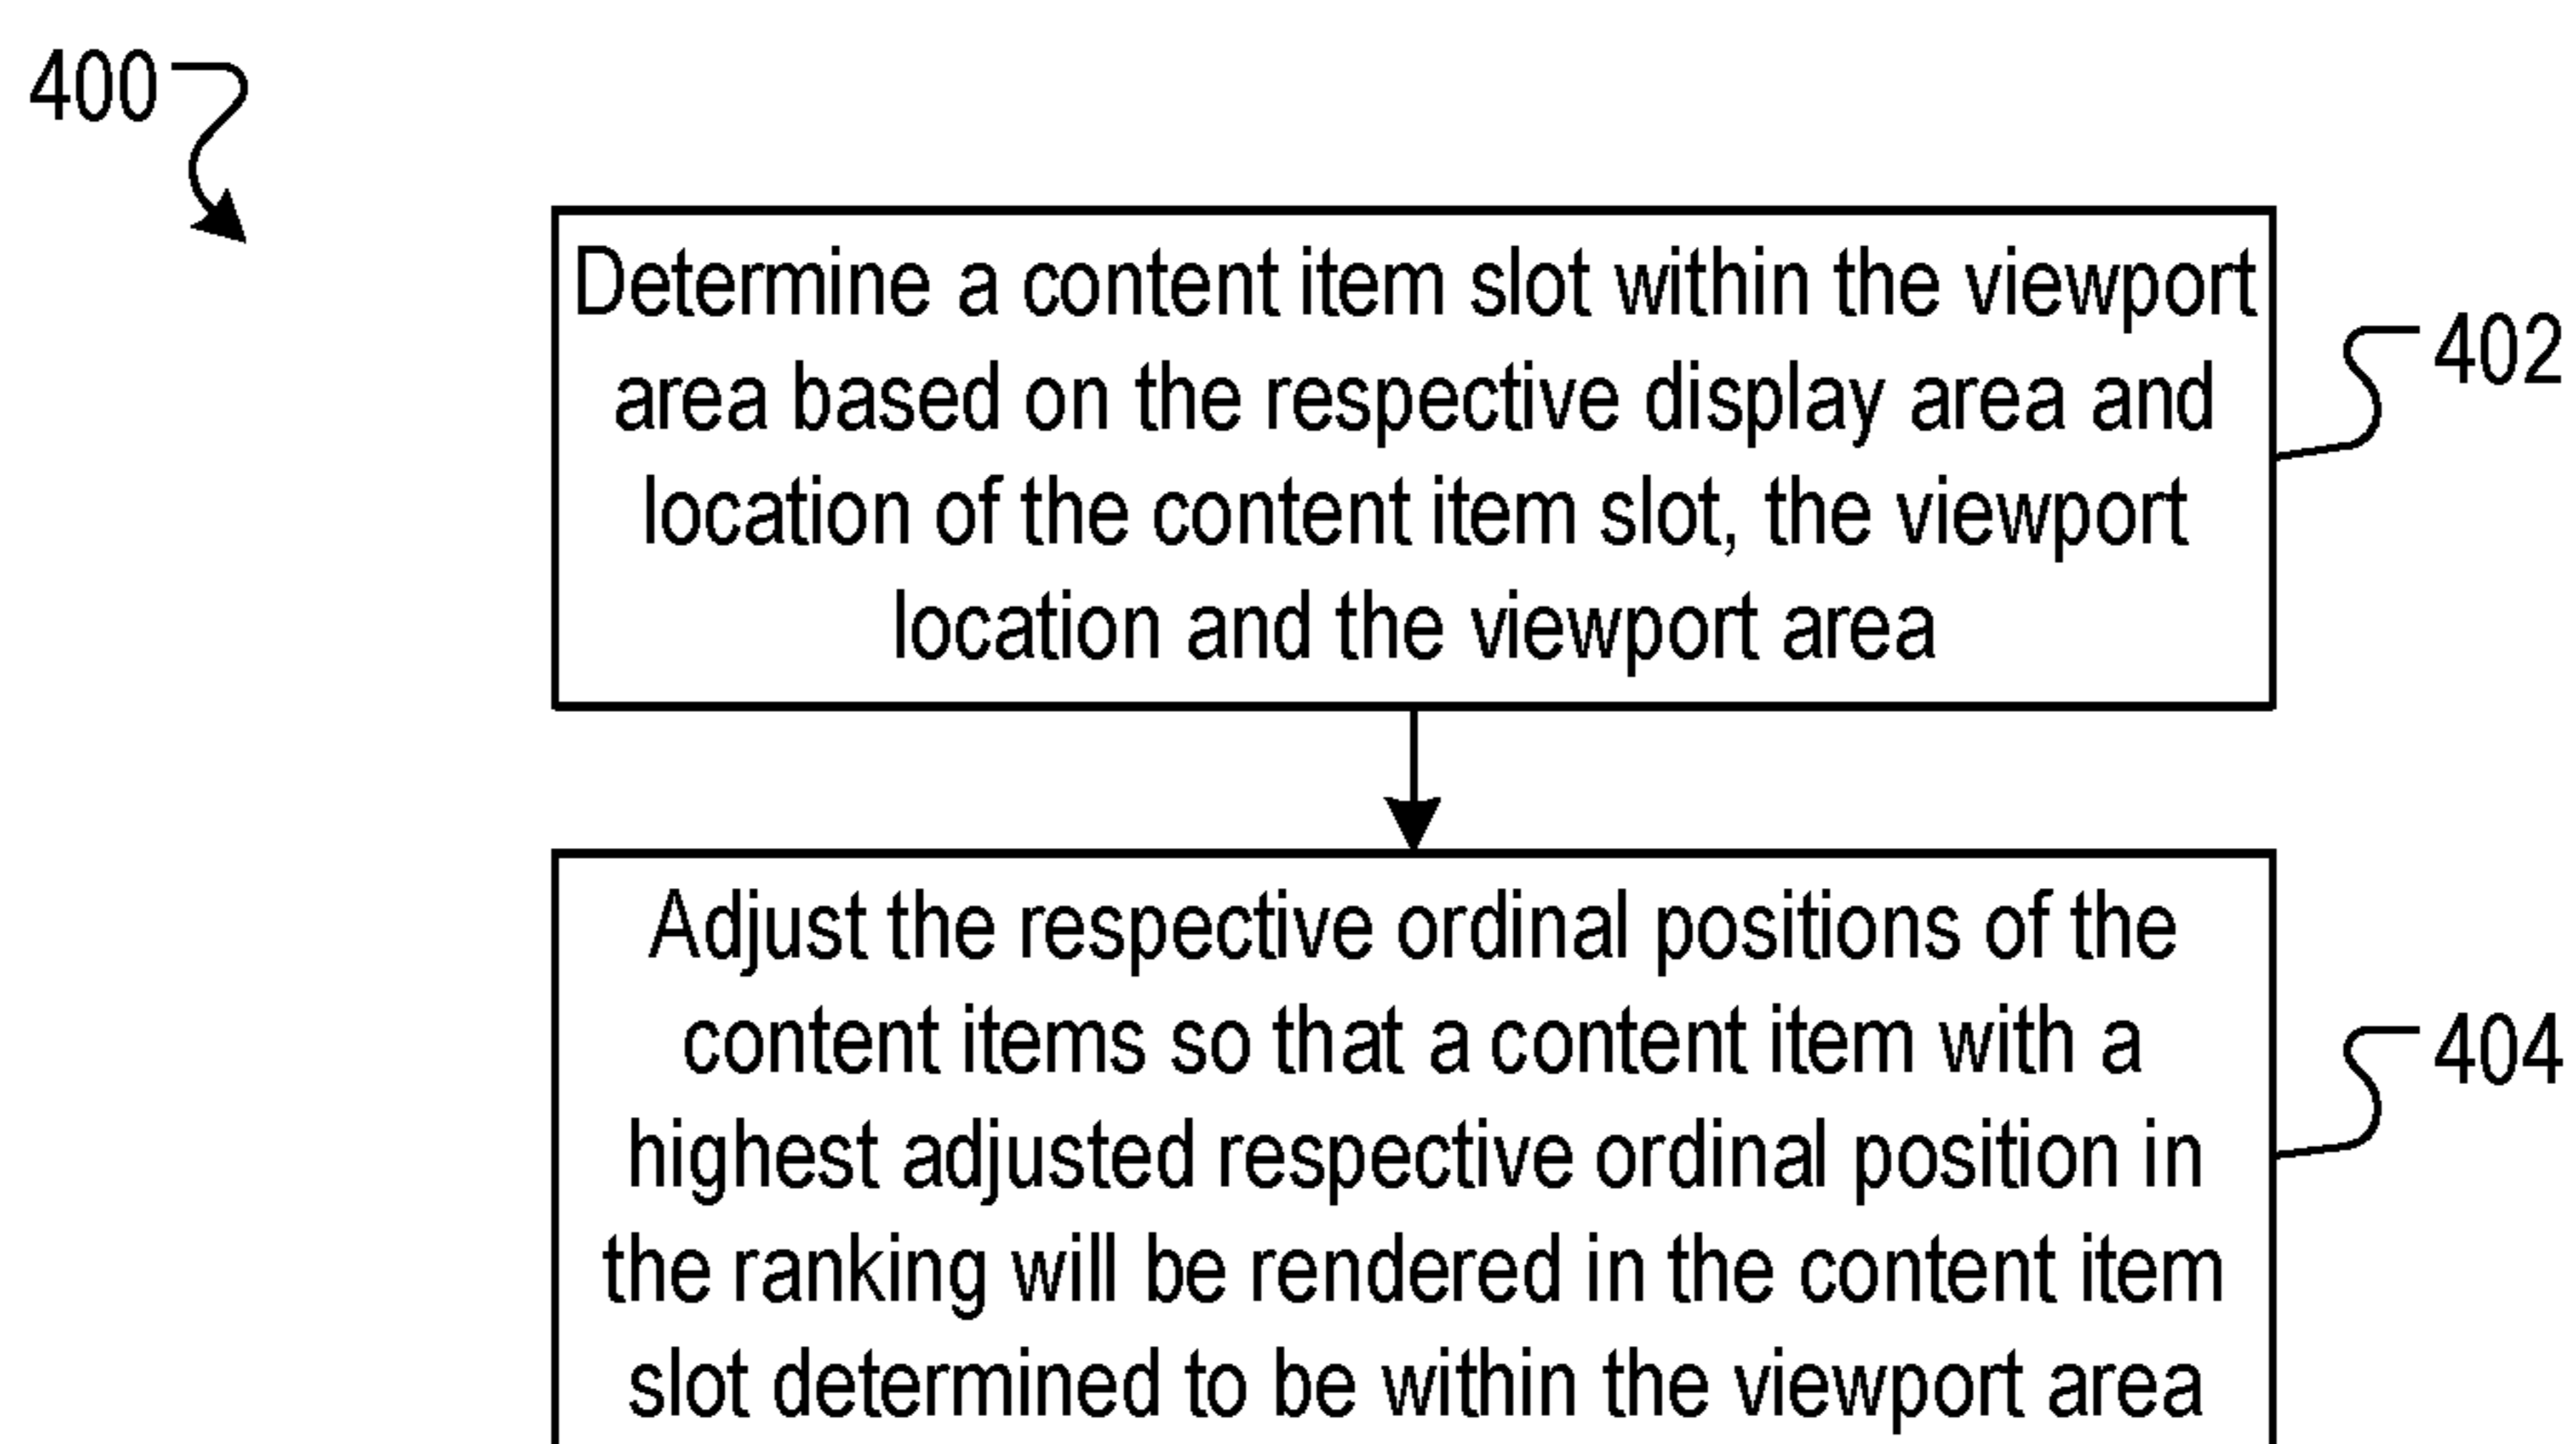 400
Determine a content item slot within the viewport
area based on the respective display area and
location of the content item slot, the viewport
location and the viewport area
402
Adjust the respective ordinal positions of the
content items so that a content item with a
highest adjusted respective ordinal position in
the ranking will be rendered in the content item
slot determined to be within the viewport area
404